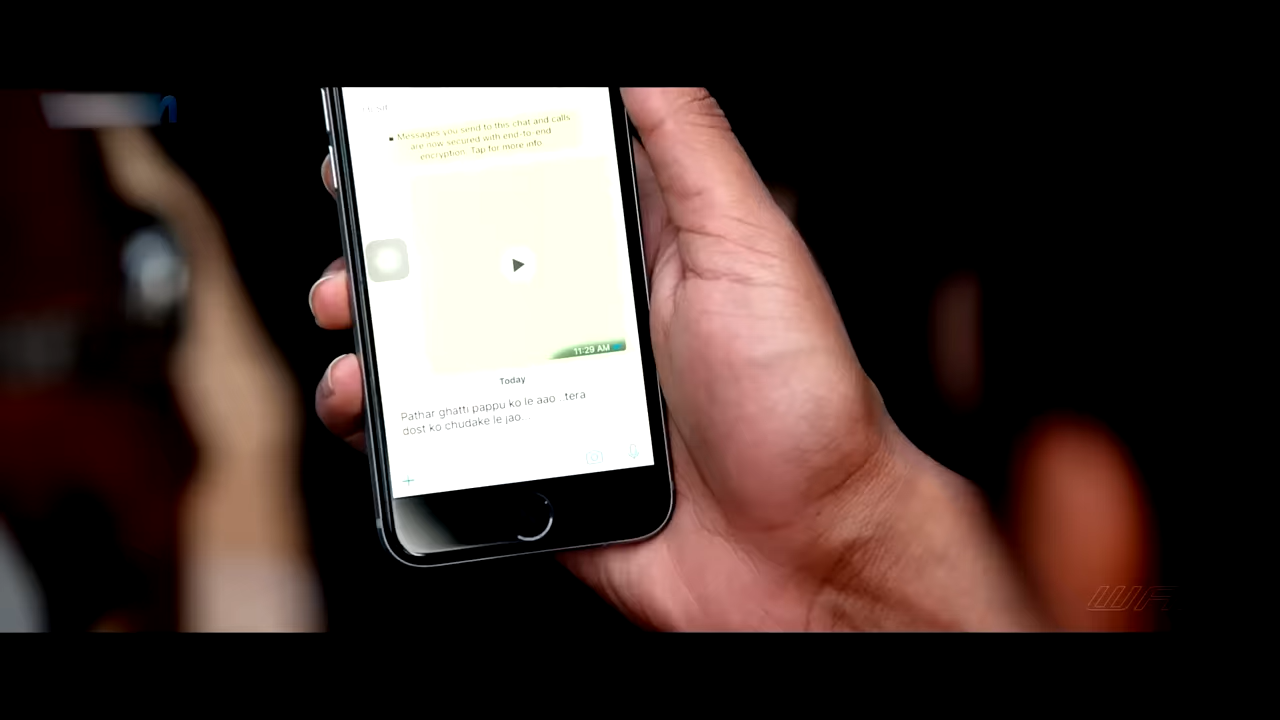 Messages you send to this chat and calls
are now secured with end-to-end
encryption. Tap for more info.
11:29 AM
Today
Pathar ghatti pappu ko le aao...tera
dost ko chudake le jao...